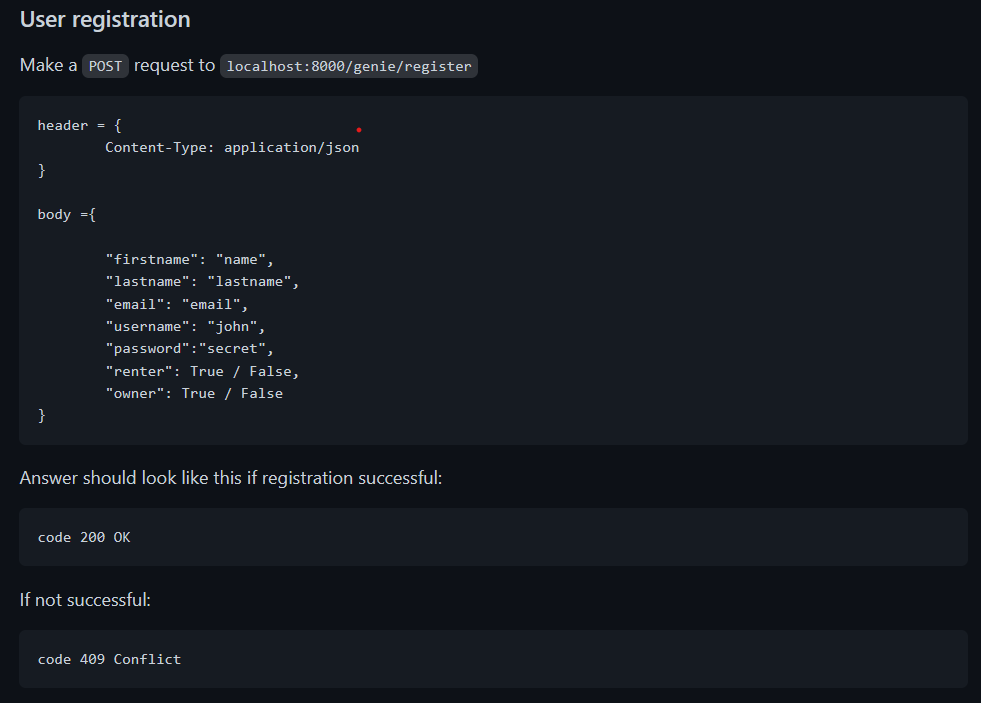 User registration
Make a POST request to localhost:8000/genie/register
header = {
Content-Type: application/json
}
body ={
"firstname": "name",
"lastname": "lastname",
"email": "email",
"username": "john",
"password":"secret",
"renter": True / False,
"owner": True / False
}
Answer should look like this if registration successful:
code 200 OK
If not successful:
code 409 Conflict